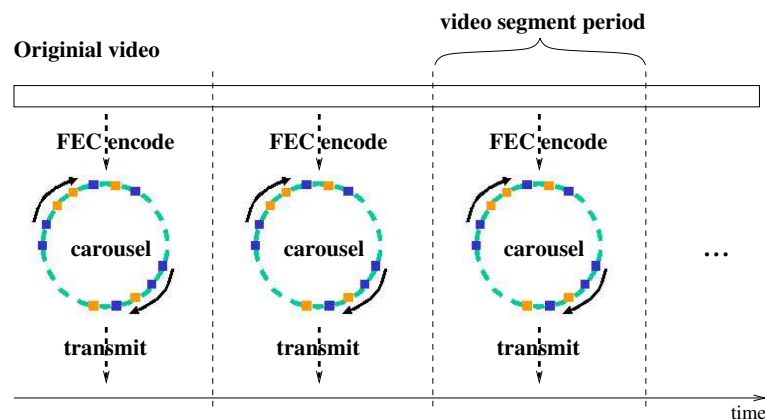 video segment period
Originial video
FEC encode FEC encode FEC encode
carousel carousel carousel ...
transmit transmit transmit
time